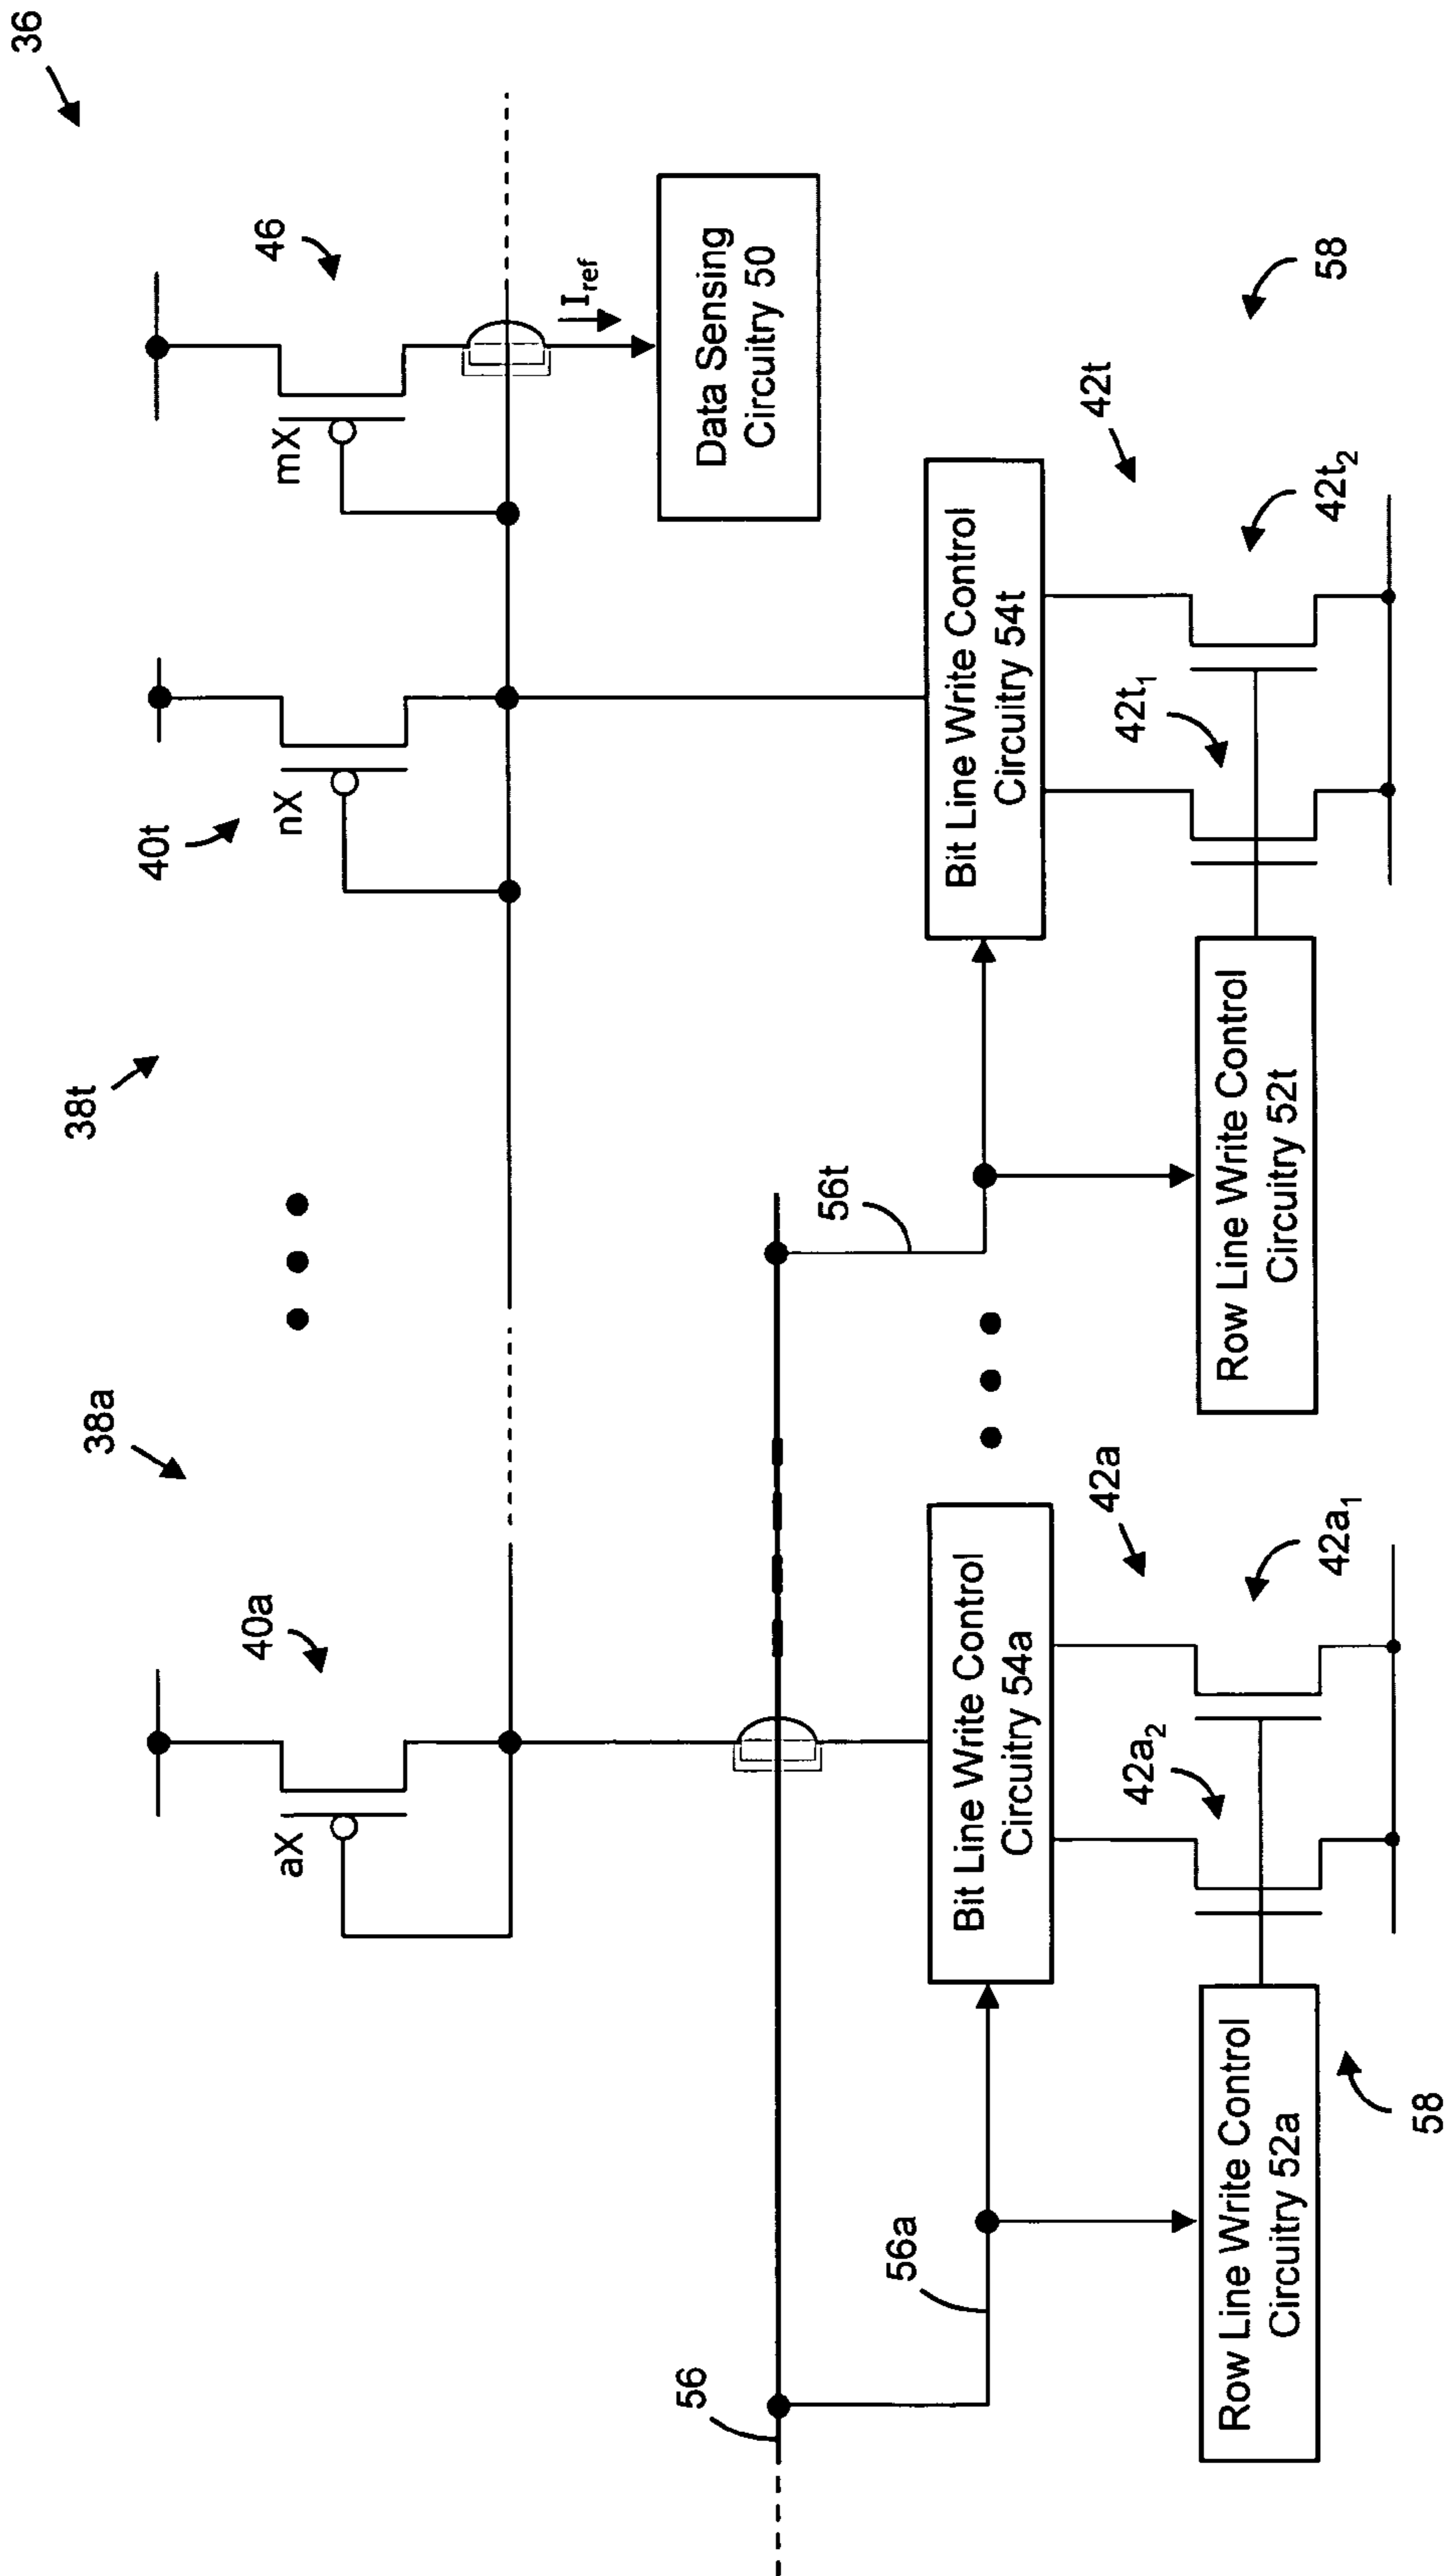 36
38a
38t
46
40a
40t
aX
nX
mX
Iref
Data Sensing
Circuitry 50
56
56a
56t
Bit Line Write Control
Circuitry 54a
Bit Line Write Control
Circuitry 54t
42a
42t
42a2
42a1
42t1
42t2
Row Line Write Control
Circuitry 52a
Row Line Write Control
Circuitry 52t
58
58